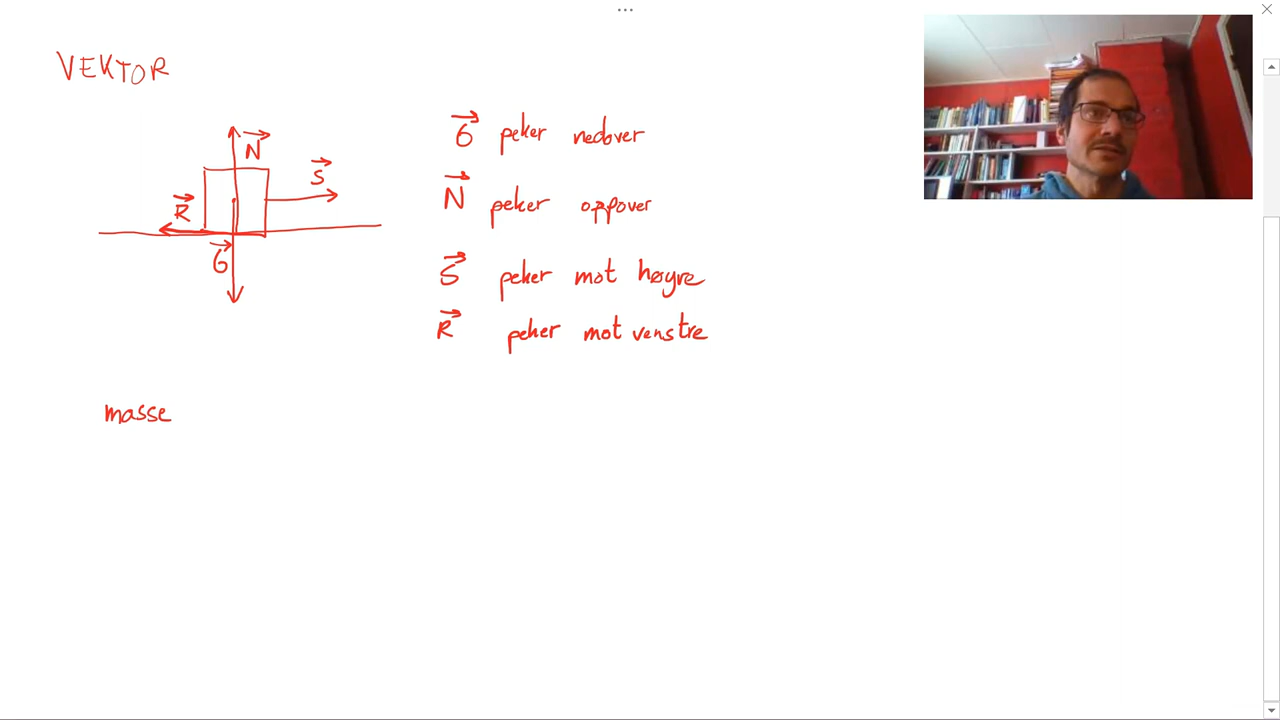 VEKTOR
N⃗
S⃗
R⃗
G⃗
G⃗ peker nedover
N⃗ peker oppover
S⃗ peker mot høyre
R⃗ peker mot venstre
masse